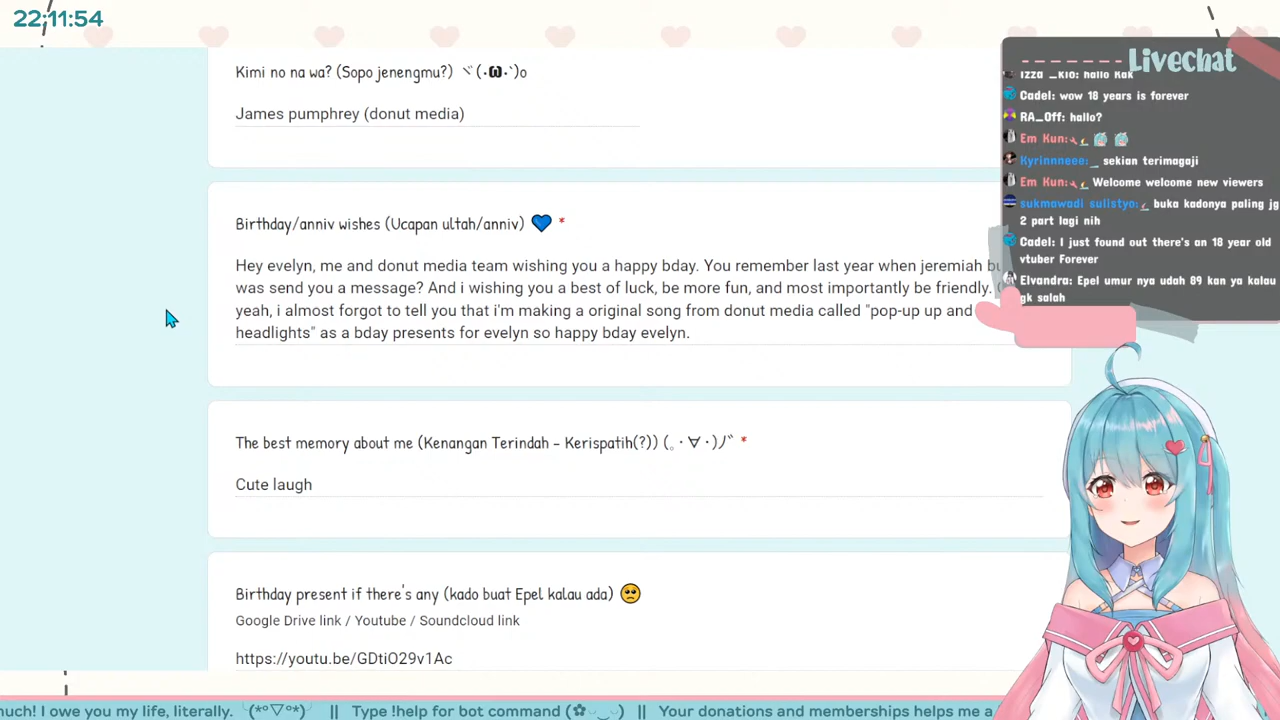 22:11:54
Kimi no na wa? (Sopo jenengmu?) ヾ(·ω·`)o
James pumphrey (donut media)
Birthday/anniv wishes (Ucapan ultah/anniv) 💙 *
Hey evelyn, me and donut media team wishing you a happy bday. You remember last year when jeremiah bu
was send you a message? And i wishing you a best of luck, be more fun, and most importantly be friendly.
yeah, i almost forgot to tell you that i'm making a original song from donut media called "pop-up up and
headlights" as a bday presents for evelyn so happy bday evelyn.
The best memory about me (Kenangan Terindah - Kerispatih(?)) (。·∀·)ﾉﾞ *
Cute laugh
Birthday present if there's any (kado buat Epel kalau ada) 🥺
Google Drive link / Youtube / Soundcloud link
https://youtu.be/GDtiO29v1Ac
Livechat
Izza _Kio: hallo kak
Cadel: wow 18 years is forever
RA_Off: hallo?
Em Kun:
Kyrinnneee: _ sekian terimagaji
Em Kun: Welcome welcome new viewers
sukmawadi sulistyo: buka kadonya paling jg
2 part lagi nih
Cadel: I just found out there's an 18 year old
vtuber Forever
Elvandra: Epel umur nya udah 89 kan ya kalau
gk salah
much! I owe you my life, literally. ╰(*°▽°*)╯ || Type !help for bot command (✿◡‿◡) || Your donations and memberships helps me a